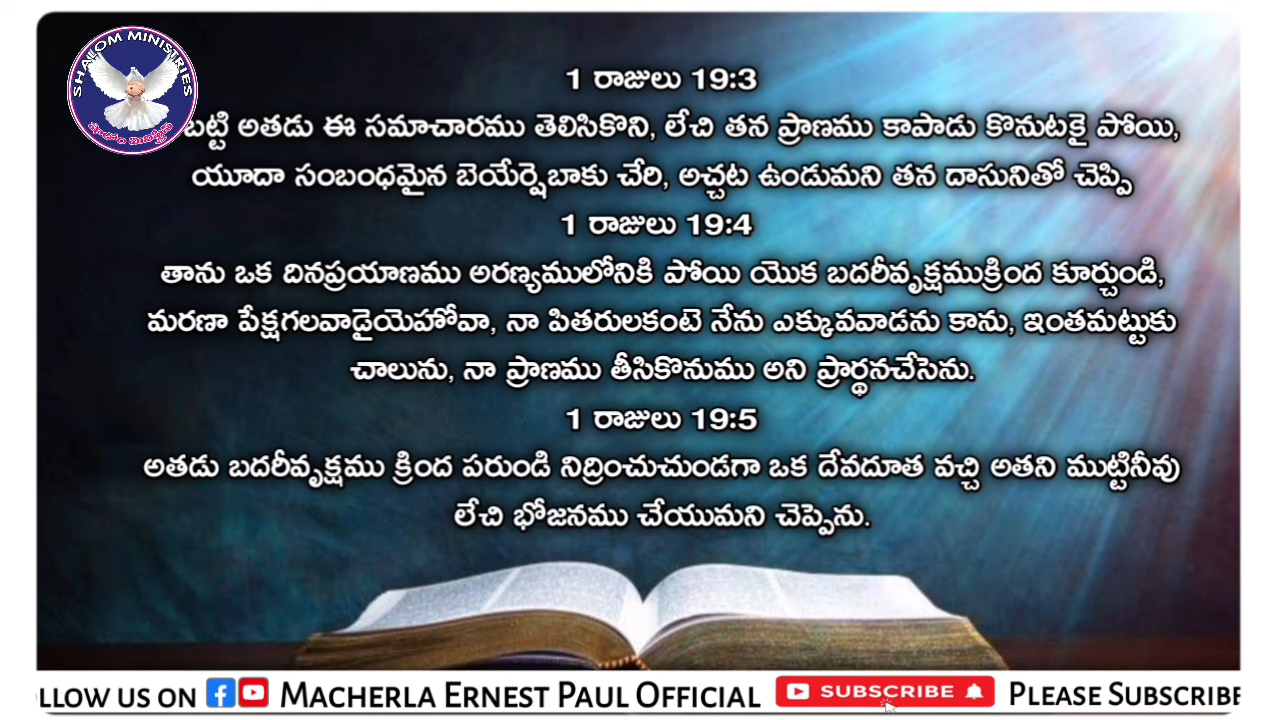 SHALOM MINISTRIES
1 రాజులు 19:3
బట్టి అతడు ఈ సమాచారము తెలిసికొని, లేచి తన ప్రాణము కాపాడు కొనుటకై పోయి,
యూదా సంబంధమైన బెయేర్షెబాకు చేరి, అచ్చట ఉండుమని తన దాసునితో చెప్పి
1 రాజులు 19:4
తాను ఒక దినప్రయాణము అరణ్యములోనికి పోయి యొక బదరీవృక్షముక్రింద కూర్చుండి,
మరణా పేక్షగలవాడైయెహోవా, నా పితరులకంటె నేను ఎక్కువవాడను కాను, ఇంతమట్టుకు
చాలును, నా ప్రాణము తీసికొనుము అని ప్రార్థనచేసెను.
1 రాజులు 19:5
అతడు బదరీవృక్షము క్రింద పరుండి నిద్రించుచుండగా ఒక దేవదూత వచ్చి అతని ముట్టినీవు
లేచి భోజనము చేయుమని చెప్పెను.
LLOW US ON MACHERLA ERNEST PAUL OFFICIAL SUBSCRIBE PLEASE SUBSCRIBE